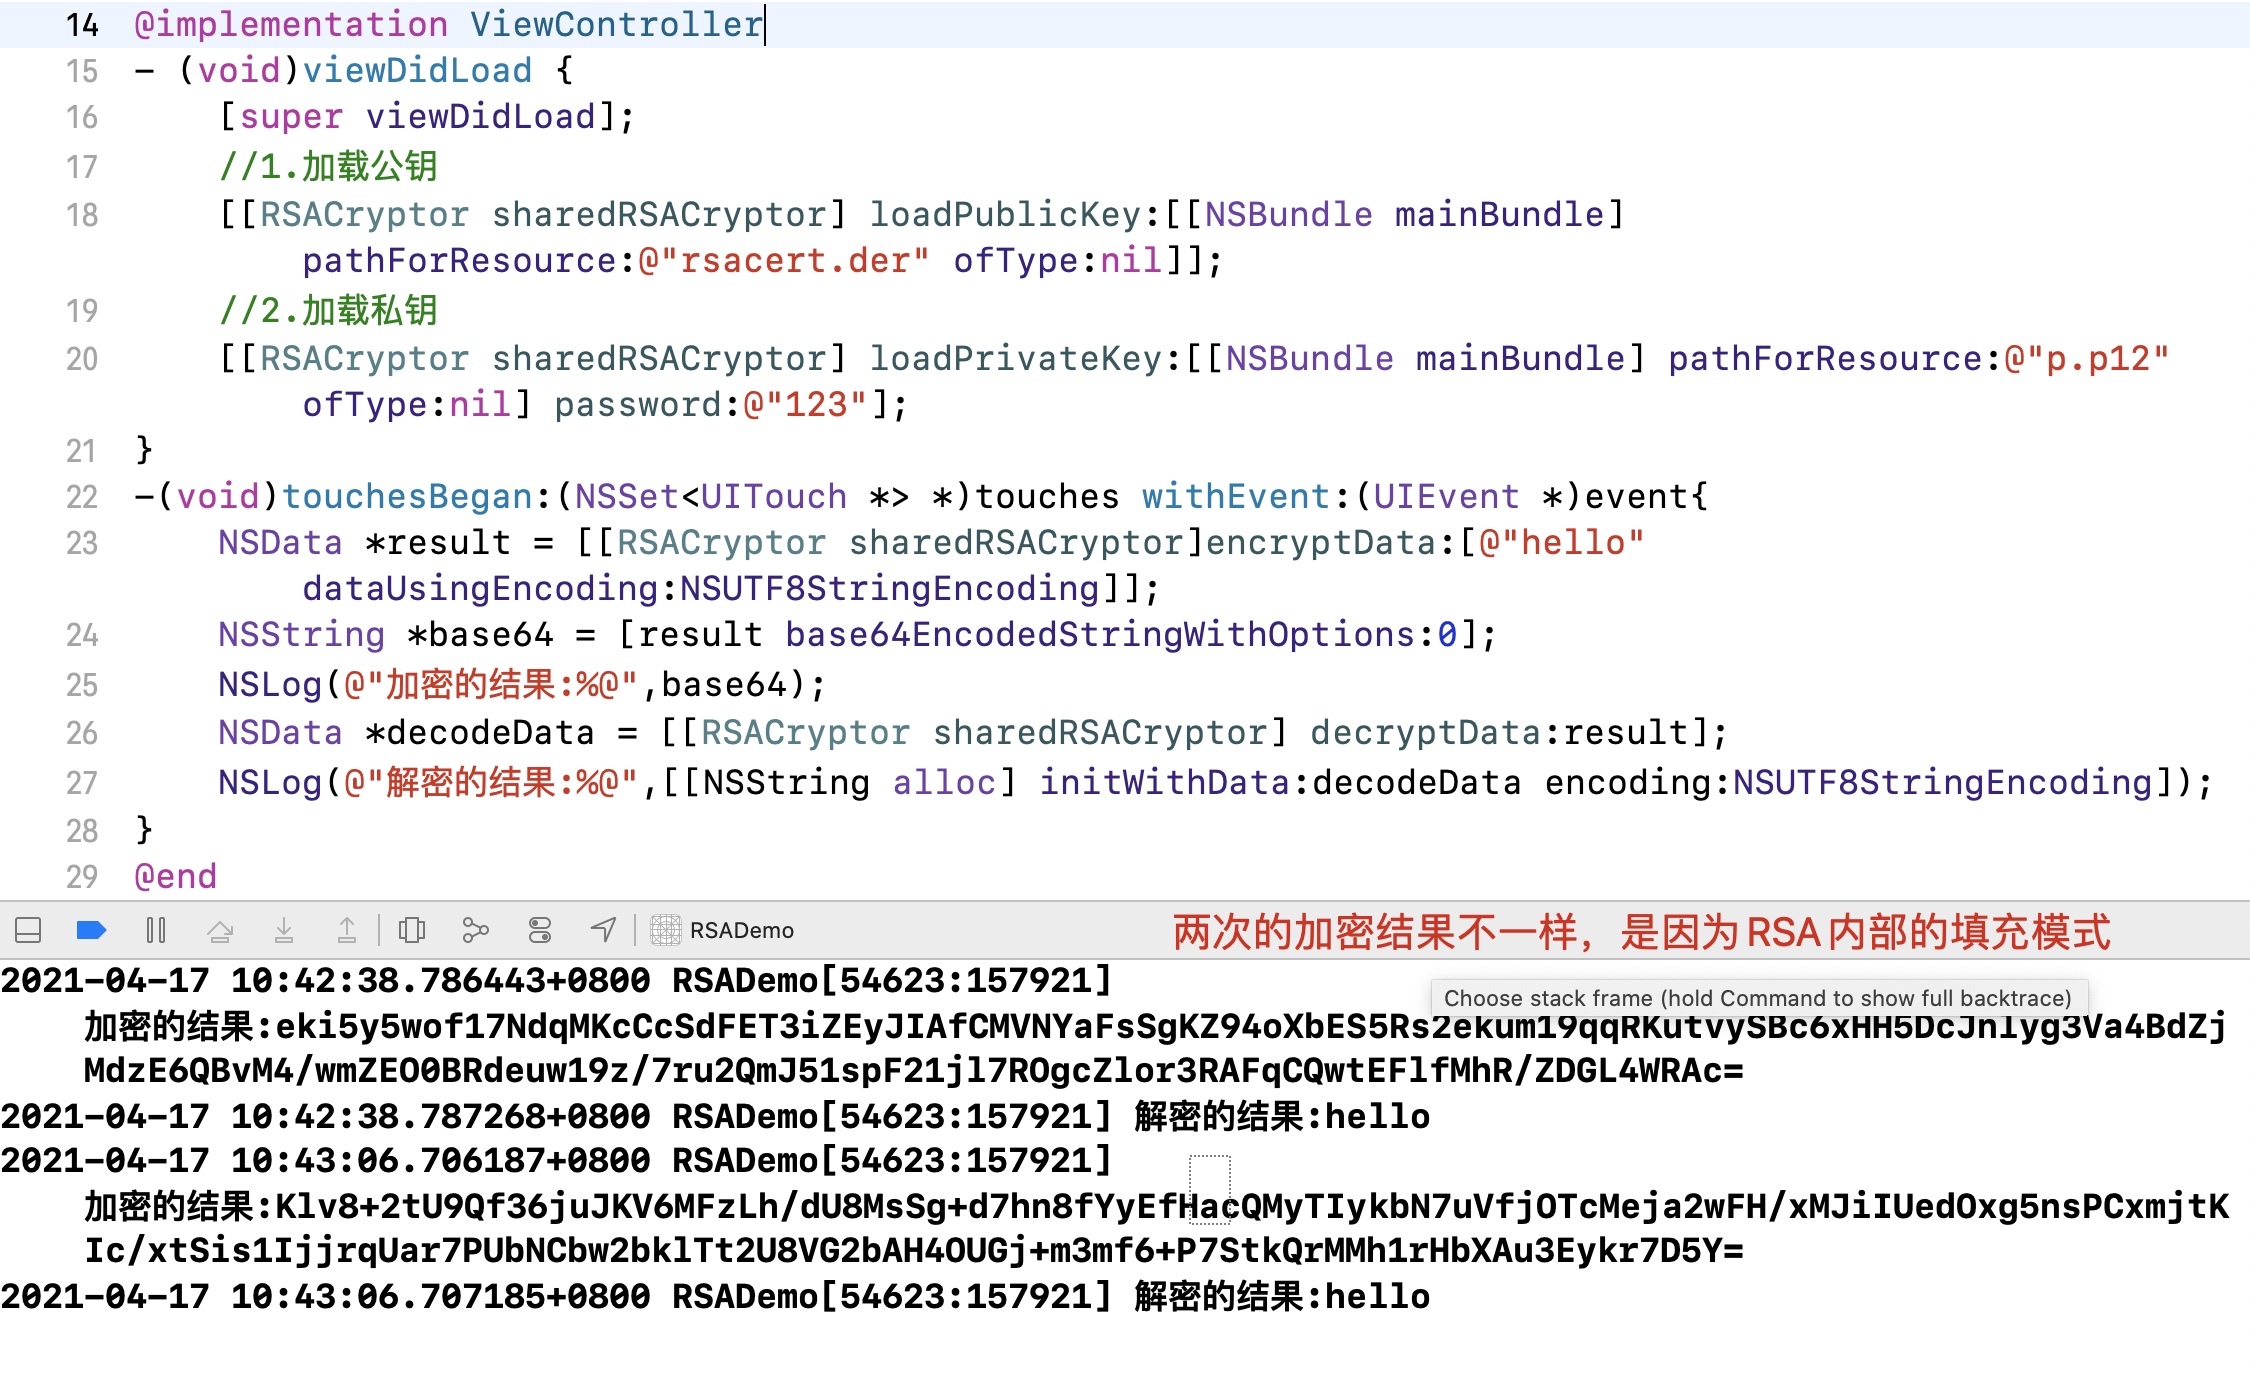 14 @implementation ViewController
15 - (void)viewDidLoad {
16 [super viewDidLoad];
17 //1.加载公钥
18 [[RSACryptor sharedRSACryptor] loadPublicKey:[[NSBundle mainBundle]
pathForResource:@"rsacert.der" ofType:nil]];
19 //2.加载私钥
20 [[RSACryptor sharedRSACryptor] loadPrivateKey:[[NSBundle mainBundle] pathForResource:@"p.p12"
ofType:nil] password:@"123"];
21 }
22 -(void)touchesBegan:(NSSet<UITouch *> *)touches withEvent:(UIEvent *)event{
23 NSData *result = [[RSACryptor sharedRSACryptor]encryptData:[@"hello"
dataUsingEncoding:NSUTF8StringEncoding]];
24 NSString *base64 = [result base64EncodedStringWithOptions:0];
25 NSLog(@"加密的结果:%@",base64);
26 NSData *decodeData = [[RSACryptor sharedRSACryptor] decryptData:result];
27 NSLog(@"解密的结果:%@",[[NSString alloc] initWithData:decodeData encoding:NSUTF8StringEncoding]);
28 }
29 @end
RSADemo 两次的加密结果不一样，是因为RSA内部的填充模式
2021-04-17 10:42:38.786443+0800 RSADemo[54623:157921]
Choose stack frame (hold Command to show full backtrace)
加密的结果:eki5y5wof17NdqMKcCcSdFET3iZEyJIAfCMVNYaFsSgKZ94oXbES5Rs2ekum19qqRKutvySBc6xHH5DcJnlyg3Va4BdZj
MdzE6QBvM4/wmZEO0BRdeuw19z/7ru2QmJ51spF21jl7ROgcZlor3RAFqCQwtEFlfMhR/ZDGL4WRAc=
2021-04-17 10:42:38.787268+0800 RSADemo[54623:157921] 解密的结果:hello
2021-04-17 10:43:06.706187+0800 RSADemo[54623:157921]
加密的结果:Klv8+2tU9Qf36juJKV6MFzLh/dU8MsSg+d7hn8fYyEfHacQMyTIykbN7uVfjOTcMeja2wFH/xMJiIUedOxg5nsPCxmjtK
Ic/xtSis1IjjrqUar7PUbNCbw2bklTt2U8VG2bAH4OUGj+m3mf6+P7StkQrMMh1rHbXAu3Eykr7D5Y=
2021-04-17 10:43:06.707185+0800 RSADemo[54623:157921] 解密的结果:hello